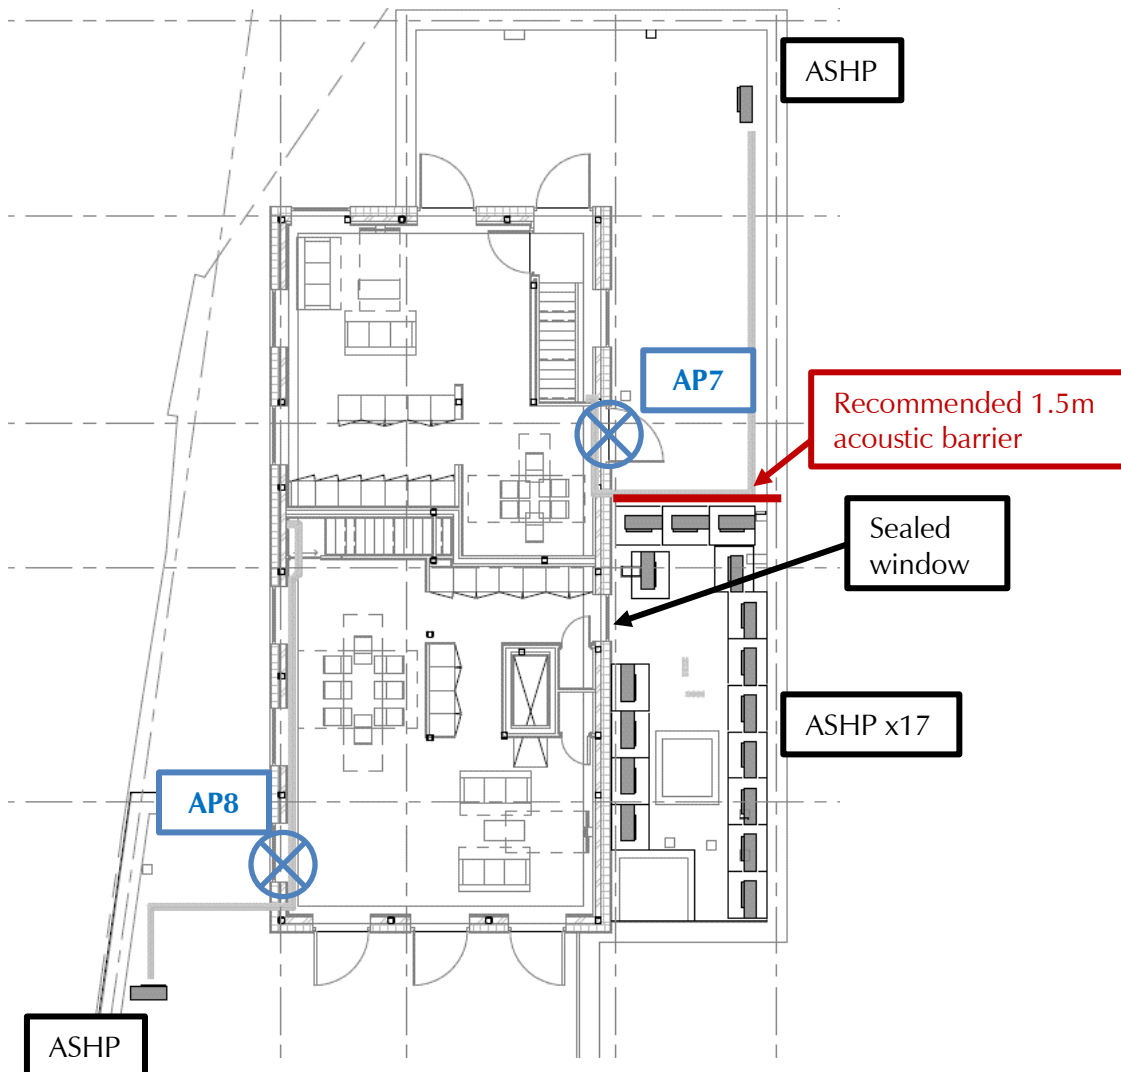 ASHP
AP7
Recommended 1.5m
acoustic barrier
Sealed
window
ASHP x17
AP8
ASHP